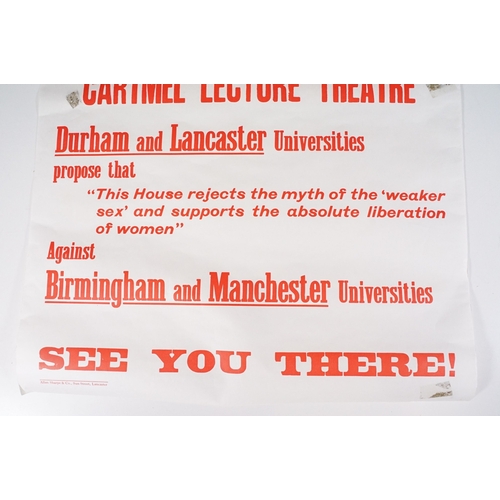 CARTMEL LECTURE THEATRE
Durham and Lancaster Universities
propose that
"This House rejects the myth of the 'weaker
sex' and supports the absolute liberation
of women"
Against
Birmingham and Manchester Universities
SEE YOU THERE!